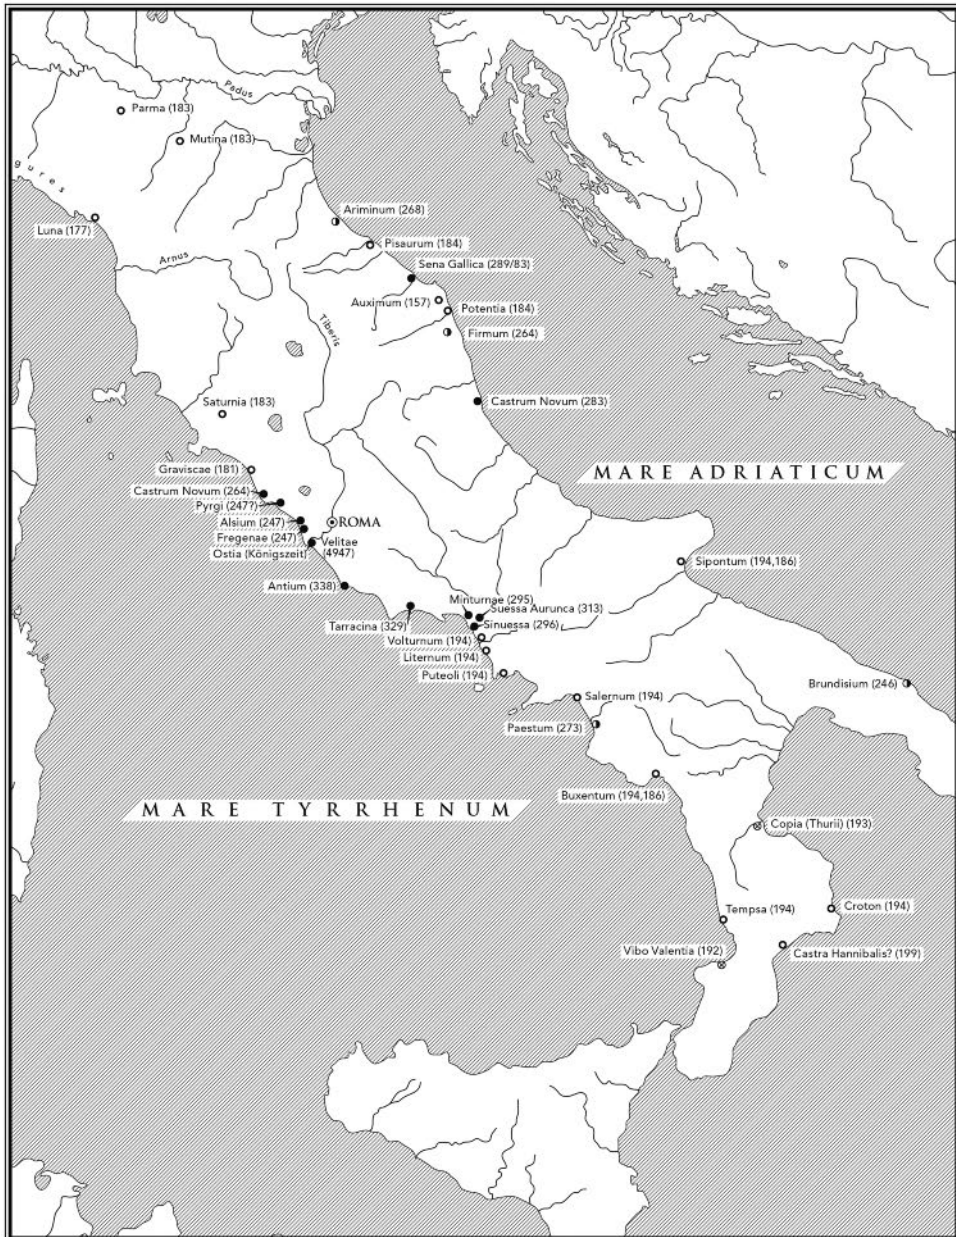 Padus
Parma (183)
Mutina (183)
gures
Luna (177)
Ariminum (268)
Pisaurum (184)
Arnus
Sena Gallica (289/83)
Auximum (157)
Potentia (184)
Tiberis
Firmum (264)
Saturnia (183)
Castrum Novum (283)
Graviscae (181)
MARE ADRIATICUM
Castrum Novum (264)
Pyrgi (247?)
Alsium (247)
ROMA
Fregenae (247)
Velitae
(4947)
Ostia (Königszeit)
Sipontum (194,186)
Antium (338)
Minturnae (295)
Suessa Aurunca (313)
Tarracina (329)
Sinuessa (296)
Volturnum (194)
Liternum (194)
Puteoli (194)
Brundisium (246)
Salernum (194)
Paestum (273)
Buxentum (194,186)
MARE TYRRHENUM
Copia (Thurii) (193)
Tempsa (194)
Croton (194)
Vibo Valentia (192)
Castra Hannibalis? (199)